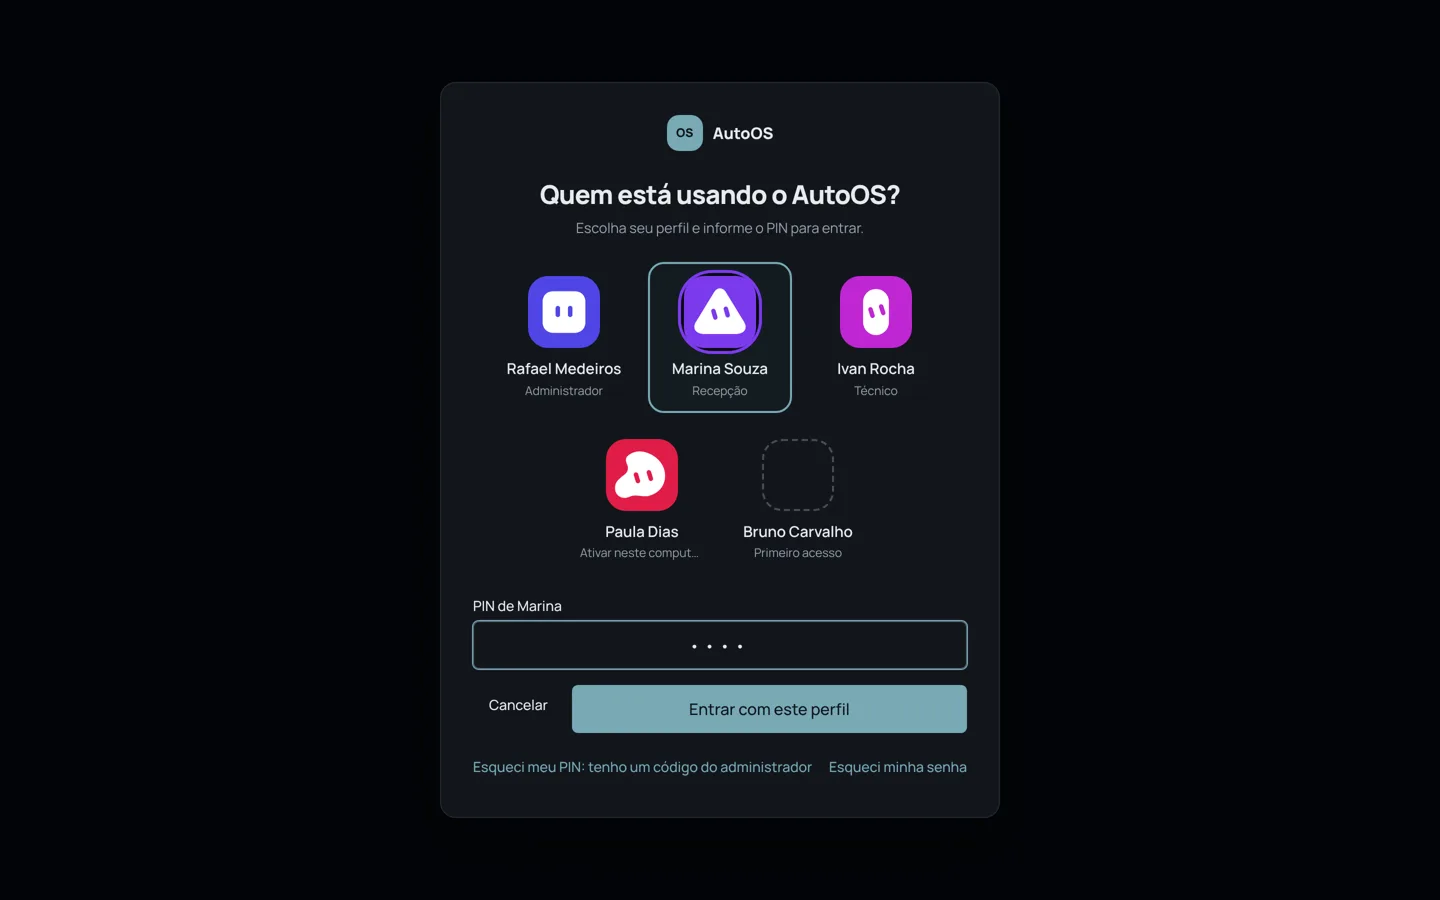 OS AutoOS
Quem está usando o AutoOS?
Escolha seu perfil e informe o PIN para entrar.
Rafael Medeiros
Administrador
Marina Souza
Recepção
Ivan Rocha
Técnico
Paula Dias
Ativar neste comput...
Bruno Carvalho
Primeiro acesso
PIN de Marina
• • • •
Cancelar
Entrar com este perfil
Esqueci meu PIN: tenho um código do administrador
Esqueci minha senha